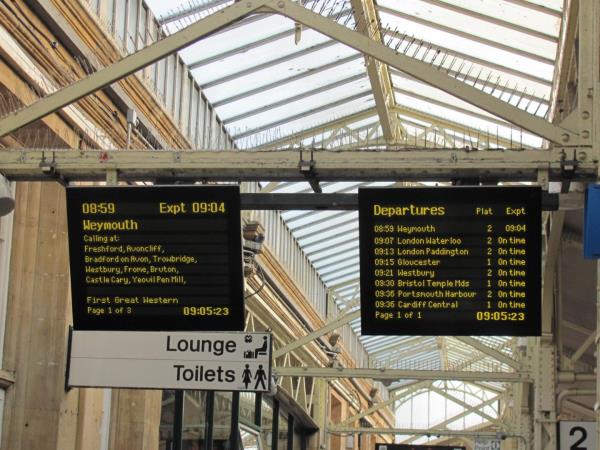 08:59 Expt 09:04
Weymouth
Calling at:
Freshford, Avoncliff,
Bradford on Avon, Trowbridge,
Westbury, Frome, Bruton,
Castle Cary, Yeovil Pen Mill,
First Great Western
Page 1 of 3 09:05:23
Lounge
Toilets
Departures Plat Expt
08:59 Weymouth 2 09:04
09:07 London Waterloo 2 On time
09:13 London Paddington 2 On time
09:15 Gloucester 1 On time
09:21 Westbury 2 On time
09:30 Bristol Temple Mds 1 On time
09:35 Portsmouth Harbour 2 On time
09:36 Cardiff Central 1 On time
Page 1 of 1 09:05:23
2